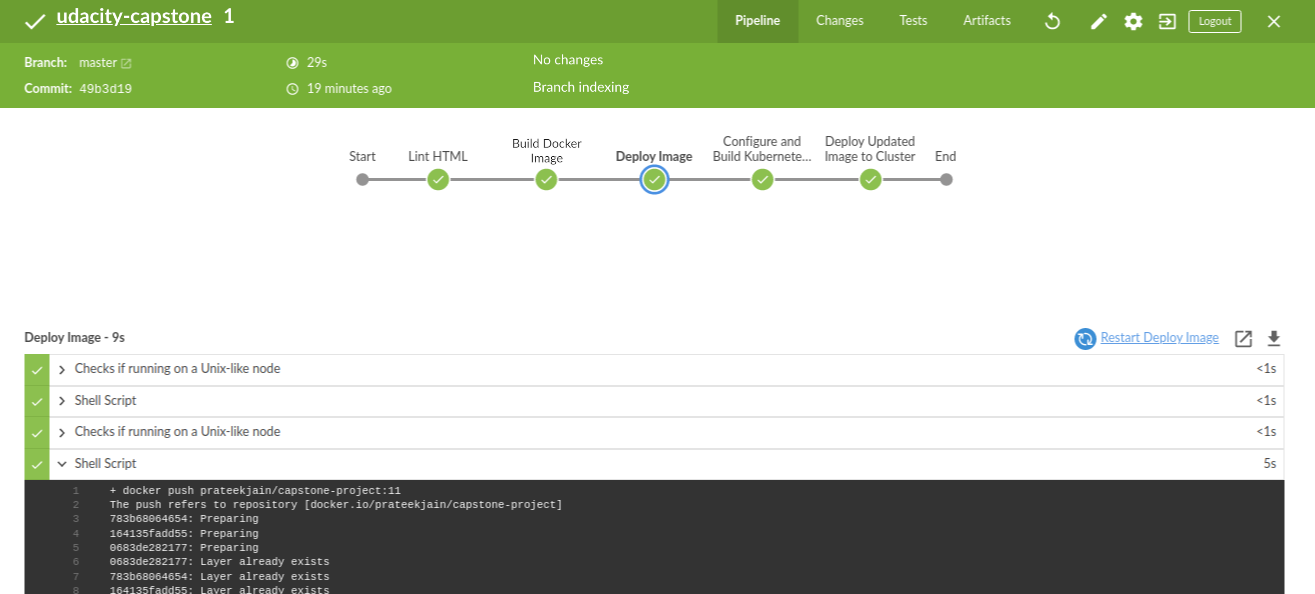 udacity-capstone 1
Pipeline Changes Tests Artifacts Logout
Branch: master 29s No changes
Commit: 49b3d19 19 minutes ago Branch indexing
Start Lint HTML Build Docker Image Deploy Image Configure and Build Kubernete... Deploy Updated Image to Cluster End
Deploy Image - 9s Restart Deploy Image
Checks if running on a Unix-like node <1s
Shell Script <1s
Checks if running on a Unix-like node <1s
Shell Script 5s
1 + docker push prateekjain/capstone-project:11
2 The push refers to repository [docker.io/prateekjain/capstone-project]
3 783b68064654: Preparing
4 164135fadd55: Preparing
5 0683de282177: Preparing
6 0683de282177: Layer already exists
7 783b68064654: Layer already exists
8 164135fadd55: Layer already exists